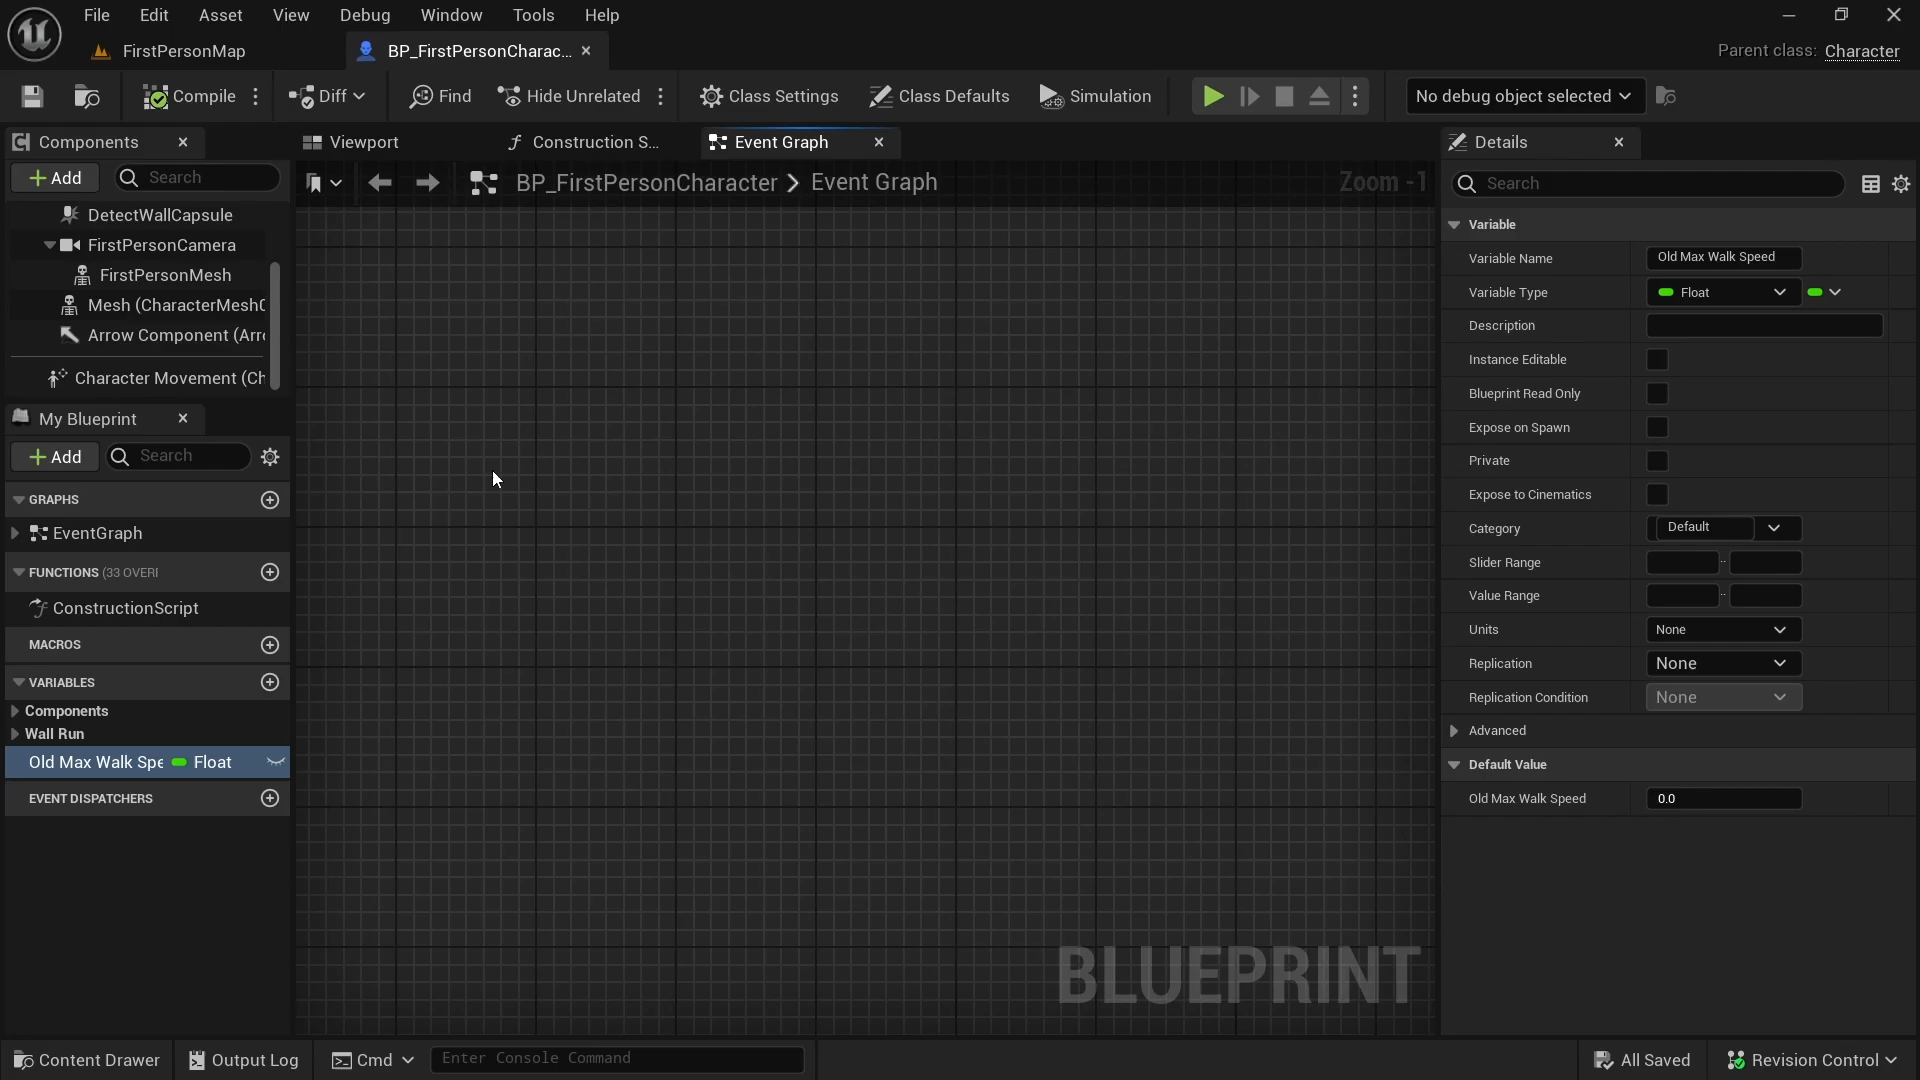 File Edit Asset View Debug Window Tools Help
FirstPersonMap
BP_FirstPersonCharac...
Parent class: Character
Compile
Diff
Find
Hide Unrelated
Class Settings
Class Defaults
Simulation
No debug object selected
Components
Add
Search
DetectWallCapsule
FirstPersonCamera
FirstPersonMesh
Mesh (CharacterMesh
Arrow Component (Arr
Character Movement (Ch
My Blueprint
Add
Search
GRAPHS
EventGraph
FUNCTIONS (33 OVERI
ConstructionScript
MACROS
VARIABLES
Components
Wall Run
Old Max Walk Spe Float
EVENT DISPATCHERS
Viewport
Construction S...
Event Graph
BP_FirstPersonCharacter > Event Graph
Zoom -1
BLUEPRINT
Details
Search
Variable
Variable Name Old Max Walk Speed
Variable Type Float
Description
Instance Editable
Blueprint Read Only
Expose on Spawn
Private
Expose to Cinematics
Category Default
Slider Range ..
Value Range ..
Units None
Replication None
Replication Condition None
Advanced
Default Value
Old Max Walk Speed 0.0
Content Drawer
Output Log
Cmd
Enter Console Command
All Saved
Revision Control